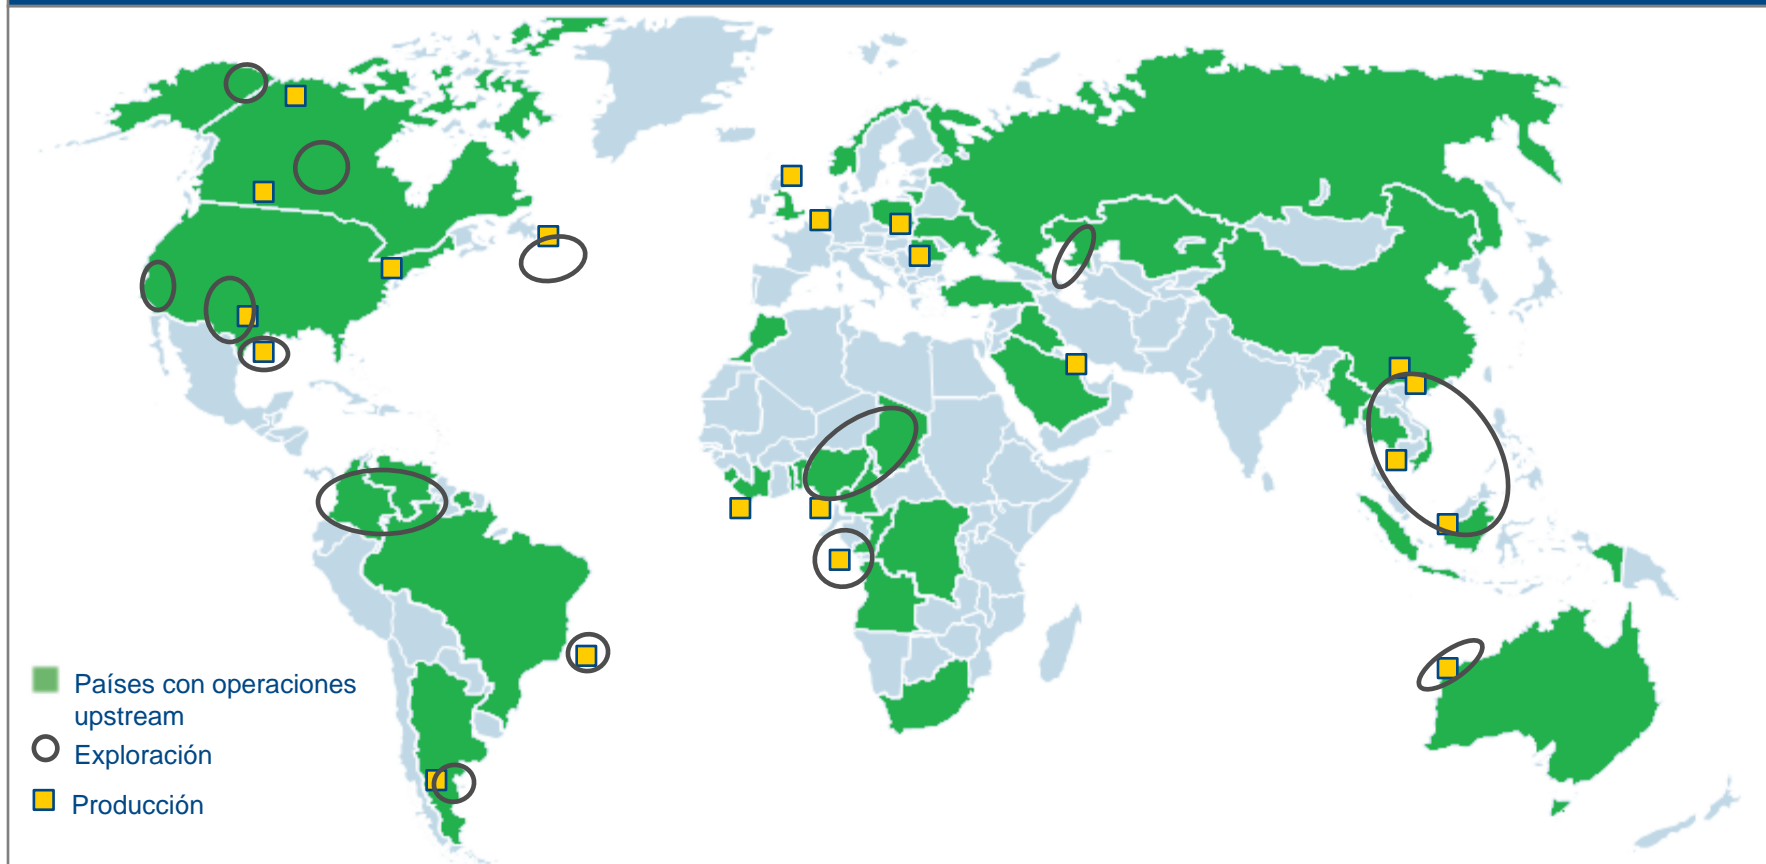 Países con operaciones
upstream
Exploración
Producción